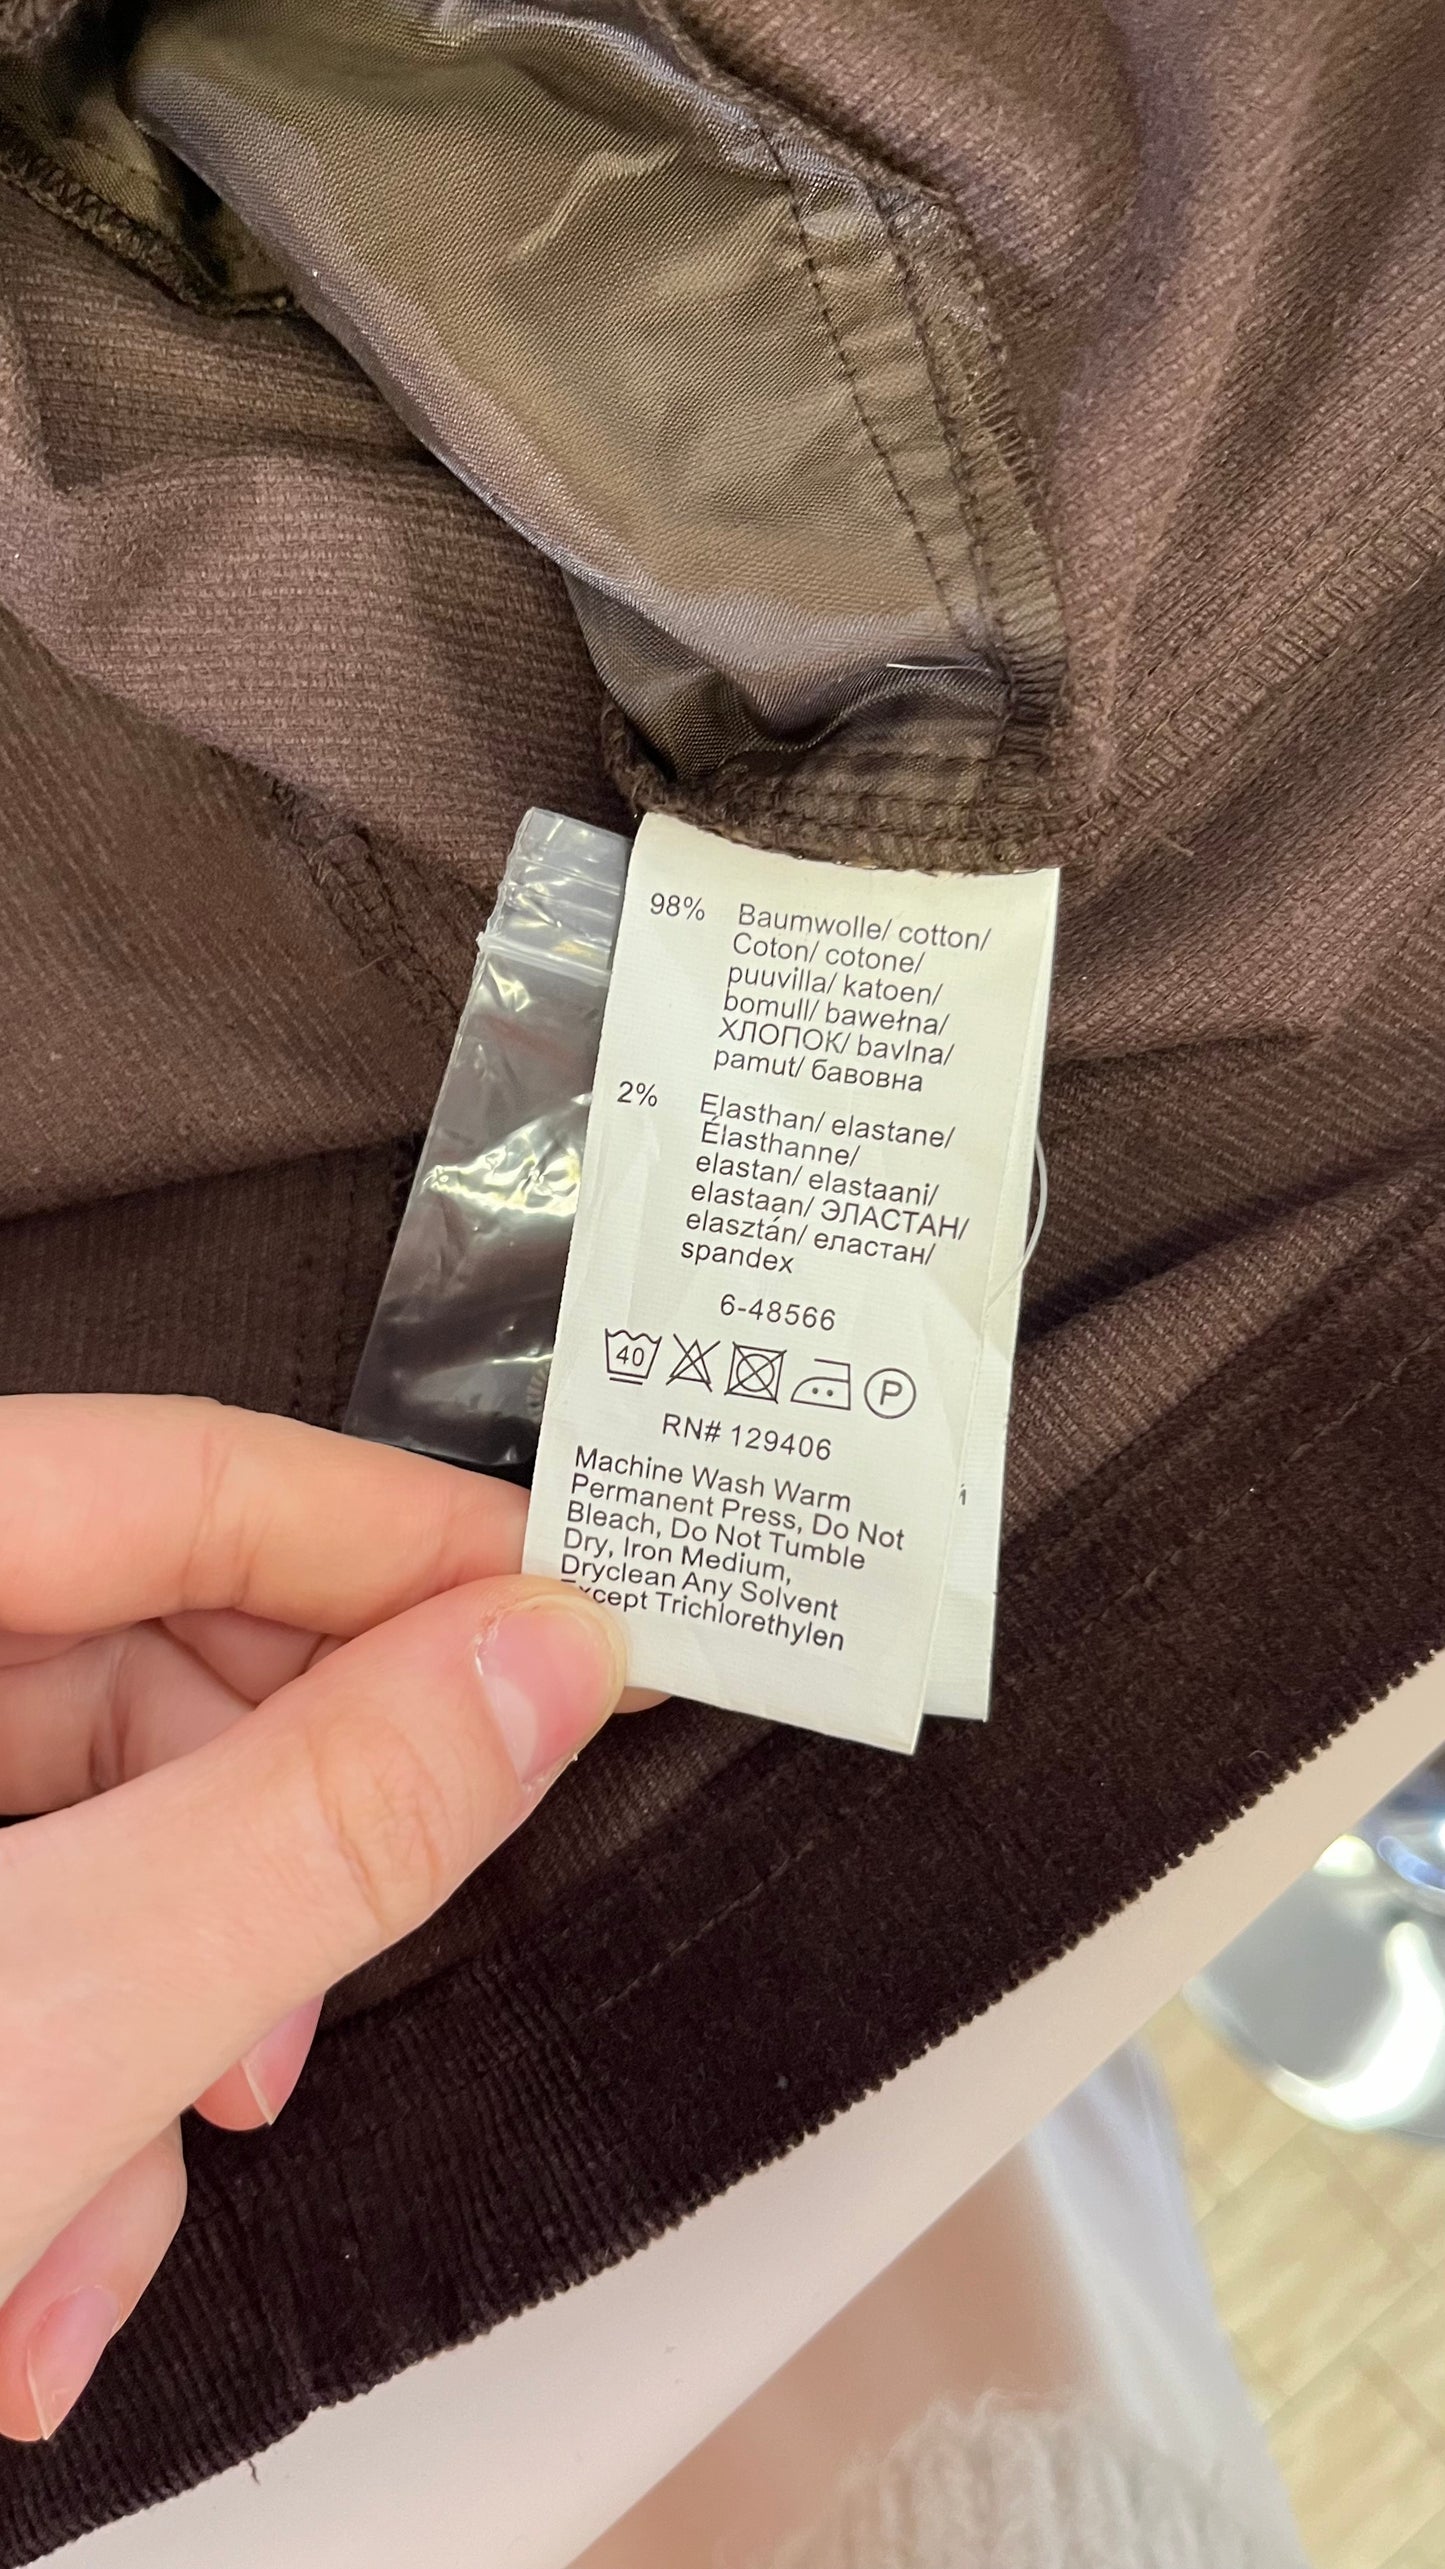 98% Baumwolle/ cotton/
Coton/ cotone/
puuvilla/ katoen/
bomull/ bawełna/
ХЛОПОК/ bavlna/
pamut/ бавовна
2% Elasthan/ elastane/
Élasthanne/
elastan/ elastaani/
elastaan/ ЭЛАСТАН/
elasztán/ еластан/
spandex
6-48566
40
P
RN# 129406
Machine Wash Warm
Permanent Press, Do Not
Bleach, Do Not Tumble
Dry, Iron Medium,
Dryclean Any Solvent
Except Trichlorethylen